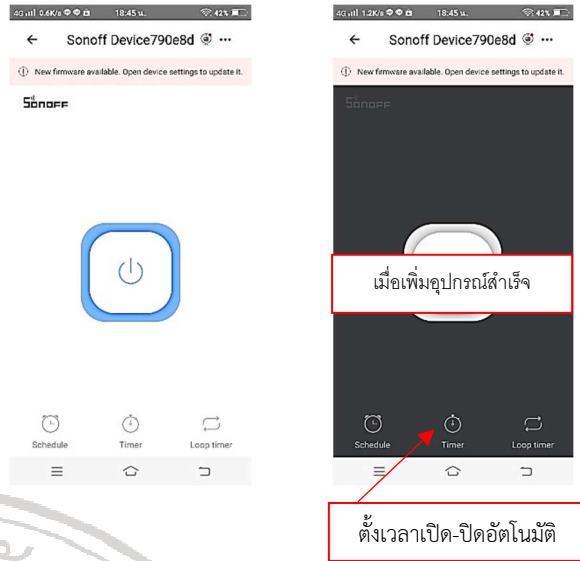 4G 0.6K/s 18:45 น. 42%
Sonoff Device790e8d
New firmware available. Open device settings to update it.
SONOFF
Schedule Timer Loop timer
4G 1.2K/s 18:45 น. 42%
Sonoff Device790e8d
New firmware available. Open device settings to update it.
SONOFF
เมื่อเพิ่มอุปกรณ์สำเร็จ
Schedule Timer Loop timer
ตั้งเวลาเปิด-ปิดอัตโนมัติ